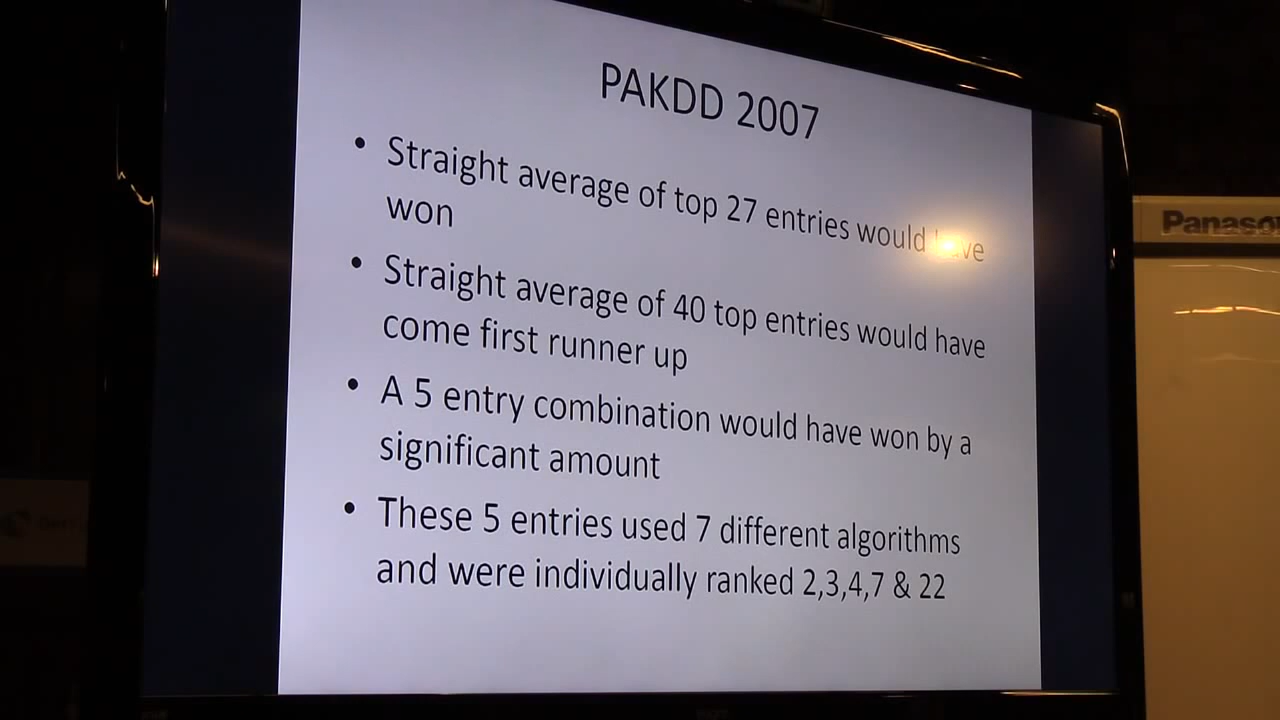 PAKDD 2007
• Straight average of top 27 entries would have
won
• Straight average of 40 top entries would have
come first runner up
• A 5 entry combination would have won by a
significant amount
• These 5 entries used 7 different algorithms
and were individually ranked 2,3,4,7 & 22